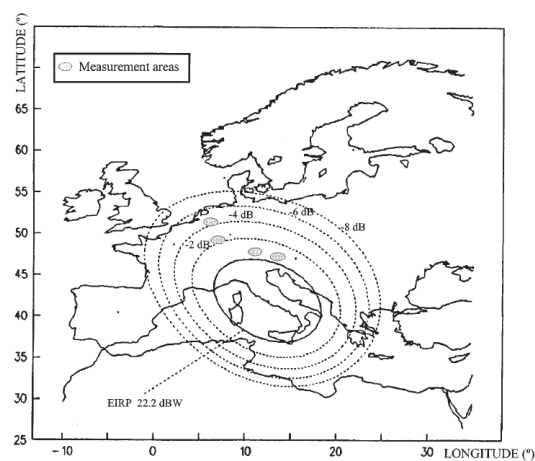 LATITUDE (°)
Measurement areas
70
65
60
55
50
45
40
35
30
25
-4 dB
-6 dB
-8 dB
-2 dB
EIRP 22.2 dBW
-10
0
10
20
30
LONGITUDE (°)